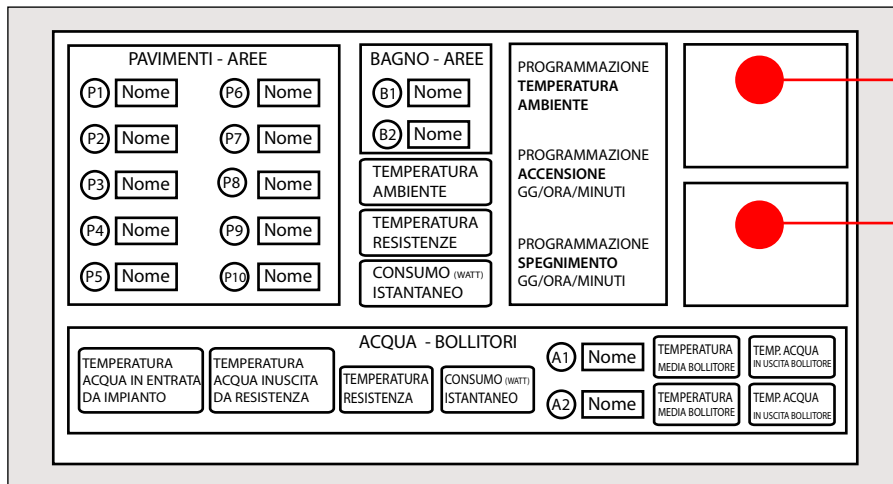 PAVIMENTI - AREE
P1 Nome
P6 Nome
P2 Nome
P7 Nome
P3 Nome
P8 Nome
P4 Nome
P9 Nome
P5 Nome
P10 Nome
BAGNO - AREE
B1 Nome
B2 Nome
TEMPERATURA
AMBIENTE
TEMPERATURA
RESISTENZE
CONSUMO (WATT)
ISTANTANEO
PROGRAMMAZIONE
TEMPERATURA
AMBIENTE
PROGRAMMAZIONE
ACCENSIONE
GG/ORA/MINUTI
PROGRAMMAZIONE
SPEGNIMENTO
GG/ORA/MINUTI
ACQUA - BOLLITORI
TEMPERATURA
ACQUA IN ENTRATA
DA IMPIANTO
TEMPERATURA
ACQUA INUSCITA
DA RESISTENZA
TEMPERATURA
RESISTENZA
CONSUMO (WATT)
ISTANTANEO
A1 Nome
TEMPERATURA
MEDIA BOLLITORE
TEMP. ACQUA
IN USCITA BOLLITORE
A2 Nome
TEMPERATURA
MEDIA BOLLITORE
TEMP. ACQUA
IN USCITA BOLLITORE